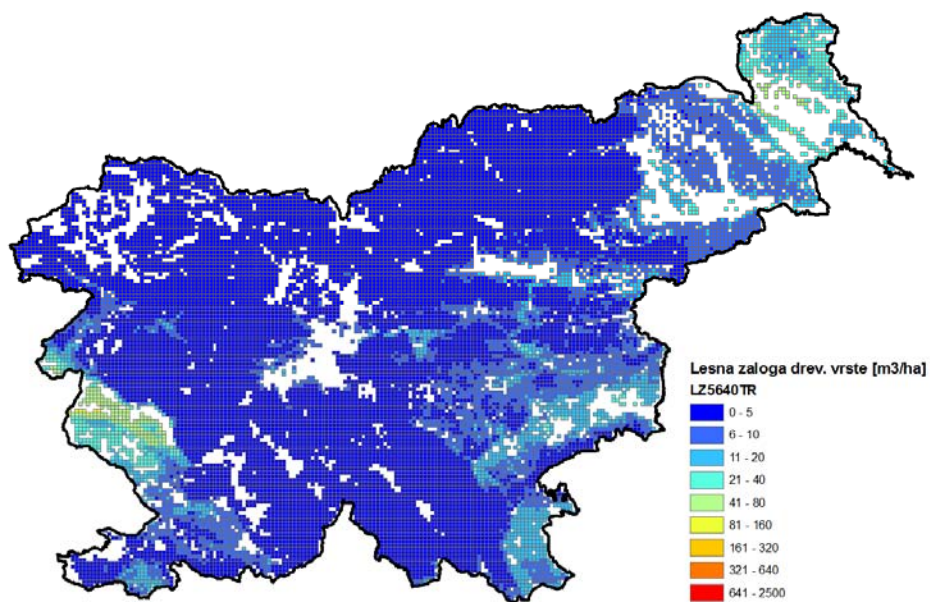 Lesna zaloga drev. vrste [m3/ha]
LZ5640TR
0 - 5
6 - 10
11 - 20
21 - 40
41 - 80
81 - 160
161 - 320
321 - 640
641 - 2500